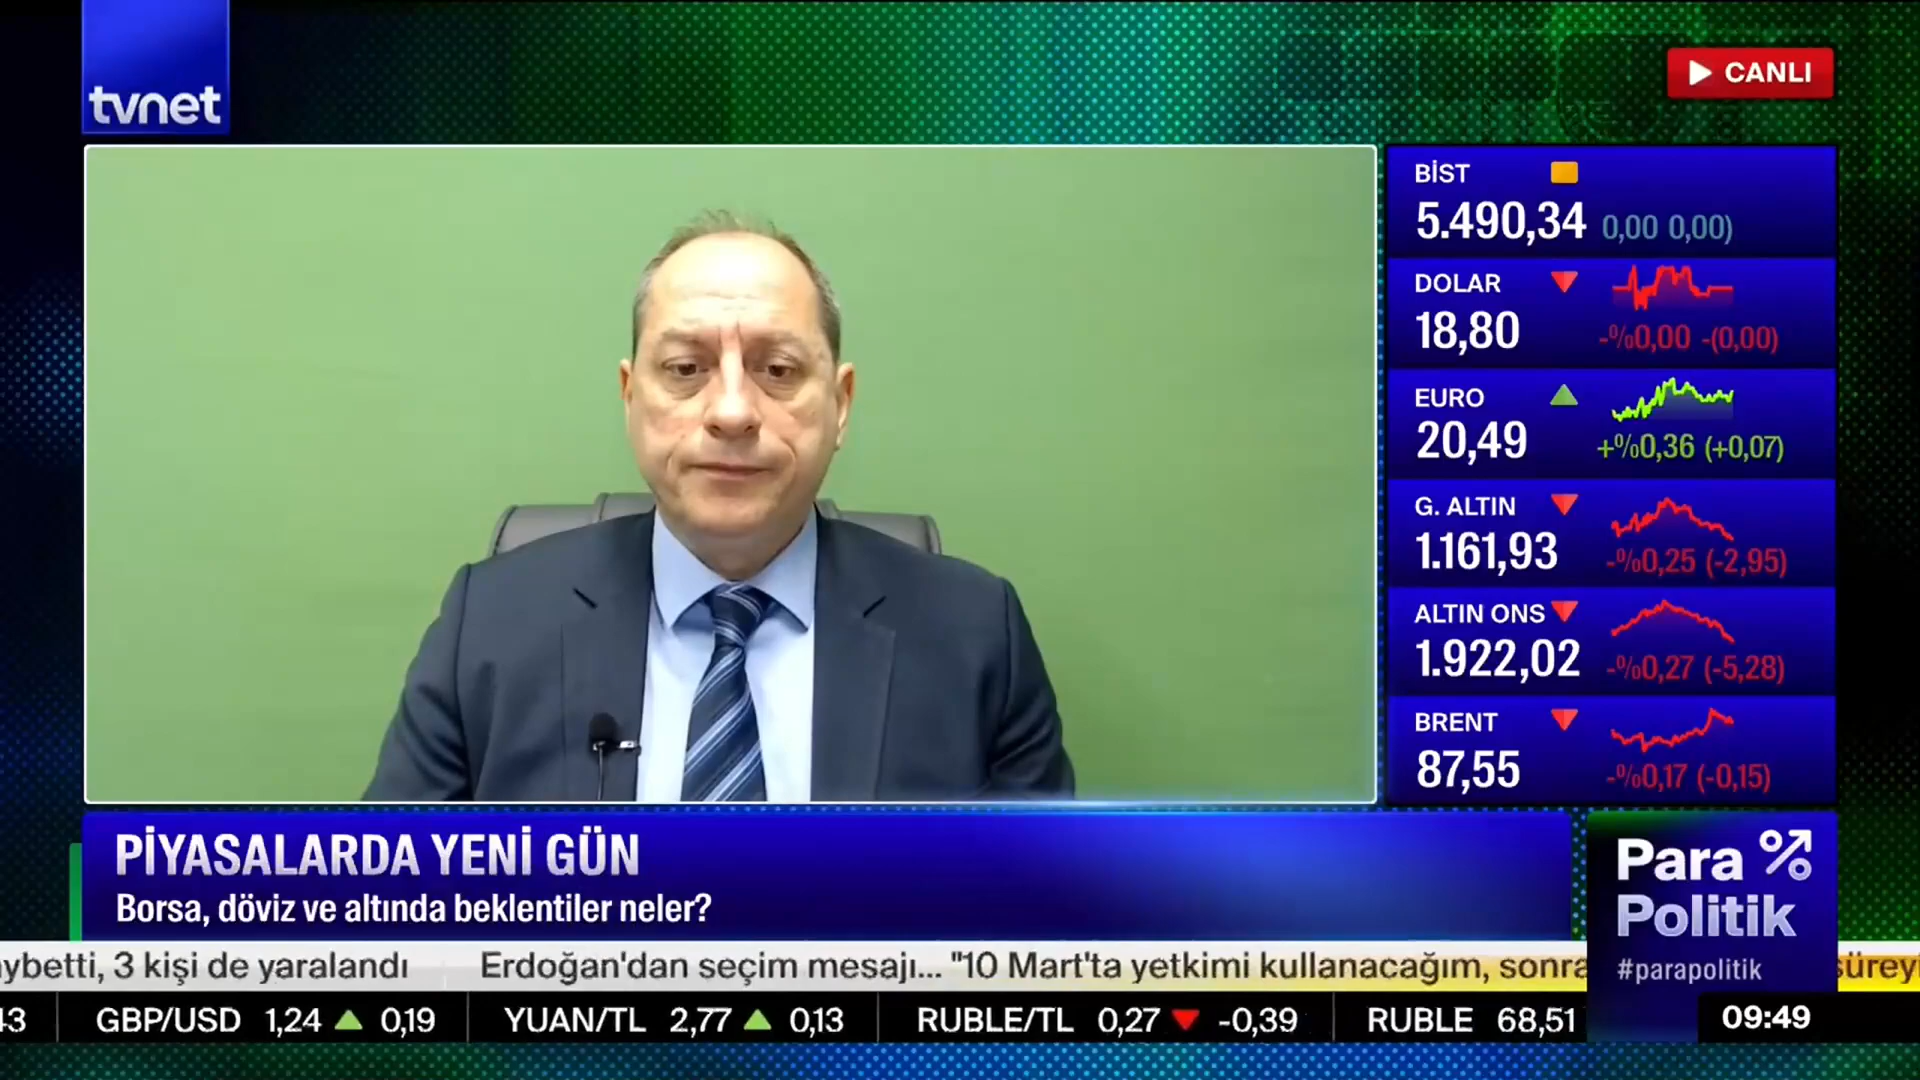 tvnet
CANLI
BİST
5.490,34 0,00 0,00)
DOLAR
18,80 -%0,00 -(0,00)
EURO
20,49 +%0,36 (+0,07)
G. ALTIN
1.161,93 -%0,25 (-2,95)
ALTIN ONS
1.922,02 -%0,27 (-5,28)
BRENT
87,55 -%0,17 (-0,15)
PİYASALARDA YENİ GÜN
Borsa, döviz ve altında beklentiler neler?
Para %
Politik
#parapolitik
3 kişi de yaralandı Erdoğan'dan seçim mesajı... "10 Mart'ta yetkimi kullanacağım,
GBP/USD 1,24 0,19 YUAN/TL 2,77 0,13 RUBLE/TL 0,27 -0,39 RUBLE 68,51
09:49